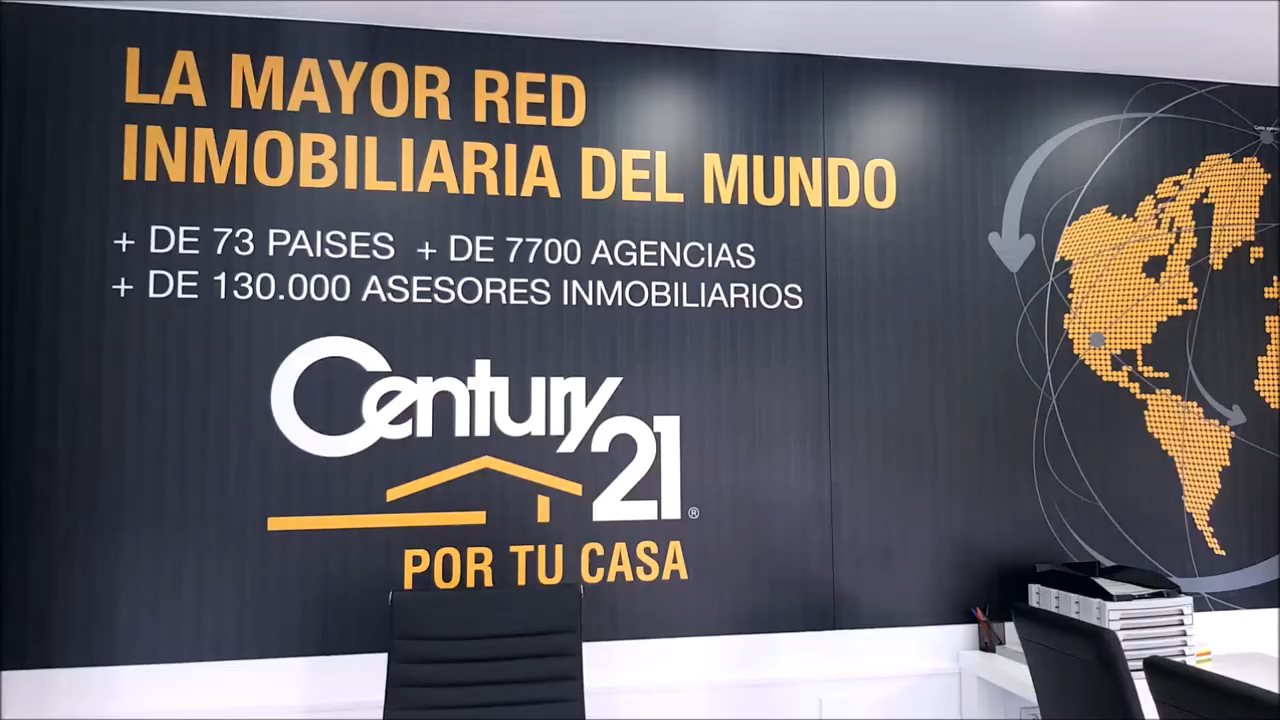 LA MAYOR RED
INMOBILIARIA DEL MUNDO
+ DE 73 PAISES + DE 7700 AGENCIAS
+ DE 130.000 ASESORES INMOBILIARIOS
Century
21®
POR TU CASA